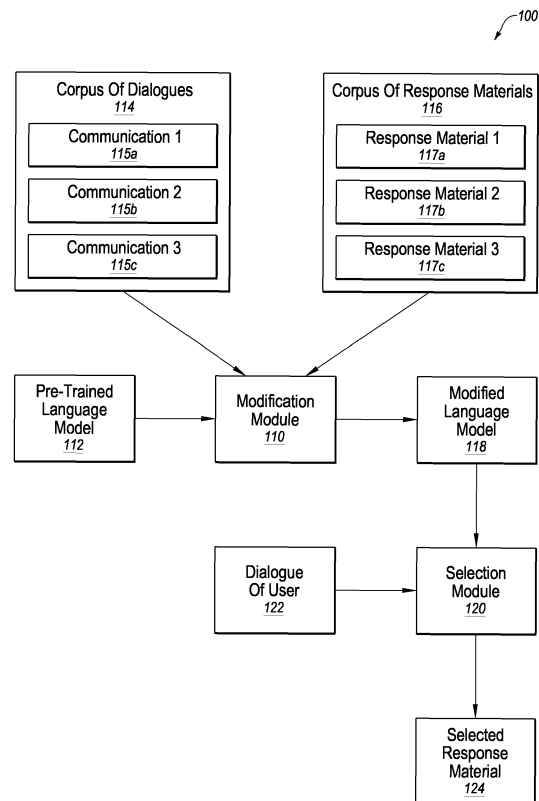 100
Corpus Of Dialogues
114
Communication 1
115a
Communication 2
115b
Communication 3
115c
Corpus Of Response Materials
116
Response Material 1
117a
Response Material 2
117b
Response Material 3
117c
Pre-Trained
Language
Model
112
Modification
Module
110
Modified
Language
Model
118
Dialogue
Of User
122
Selection
Module
120
Selected
Response
Material
124